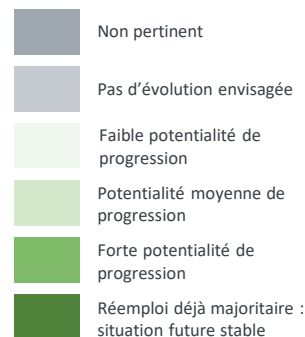 Non pertinent
Pas d’évolution envisagée
Faible potentialité de
progression
Potentialité moyenne de
progression
Forte potentialité de
progression
Réemploi déjà majoritaire :
situation future stable